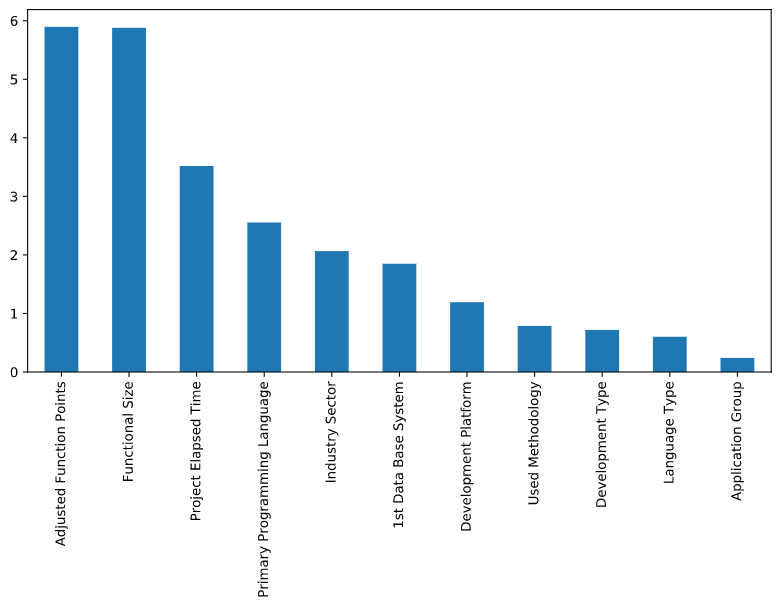 6
5
4
3
2
1
0
Adjusted Function Points
Functional Size
Project Elapsed Time
Primary Programming Language
Industry Sector
1st Data Base System
Development Platform
Used Methodology
Development Type
Language Type
Application Group